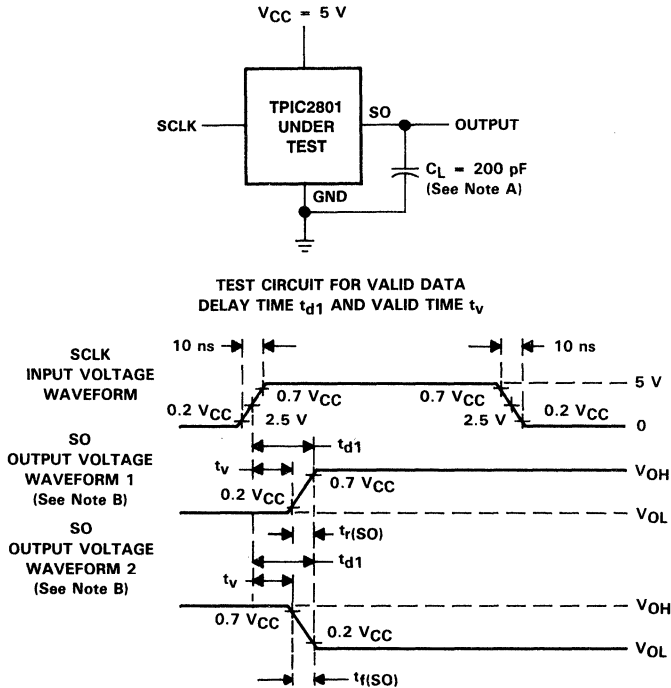 VCC = 5 V
TPIC2801
UNDER
TEST
SCLK
SO
OUTPUT
CL = 200 pF
(See Note A)
GND
TEST CIRCUIT FOR VALID DATA
DELAY TIME td1 AND VALID TIME tv
10 ns
10 ns
SCLK
INPUT VOLTAGE
WAVEFORM
5 V
0.7 VCC
0.7 VCC
0.2 VCC
2.5 V
2.5 V
0.2 VCC
0
SO
OUTPUT VOLTAGE
WAVEFORM 1
(See Note B)
td1
tv
VOH
0.7 VCC
0.2 VCC
VOL
tr(SO)
SO
OUTPUT VOLTAGE
WAVEFORM 2
(See Note B)
td1
tv
VOH
0.7 VCC
0.2 VCC
VOL
tf(SO)